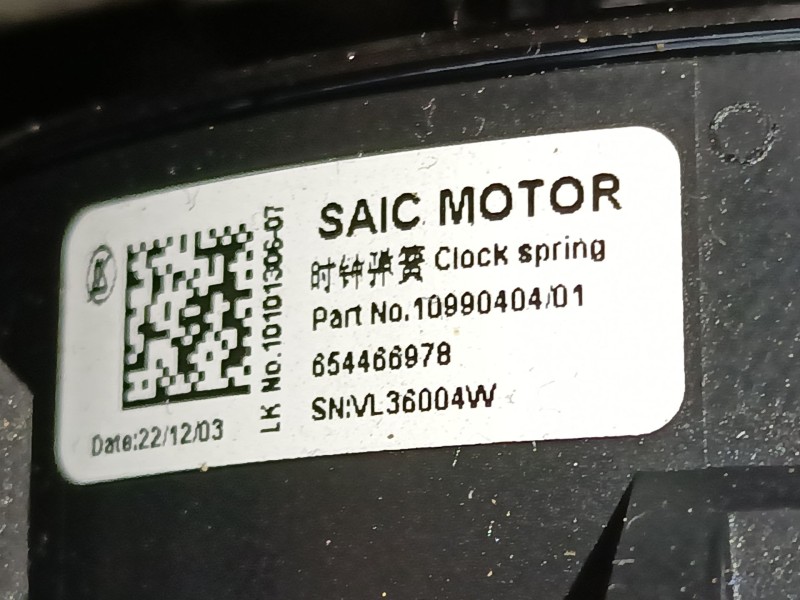 SAIC MOTOR
时钟弹簧 Clock spring
Part No.10990404/01
654466978
SN:VL36004W
LK No.10101306-07
Date:22/12/03